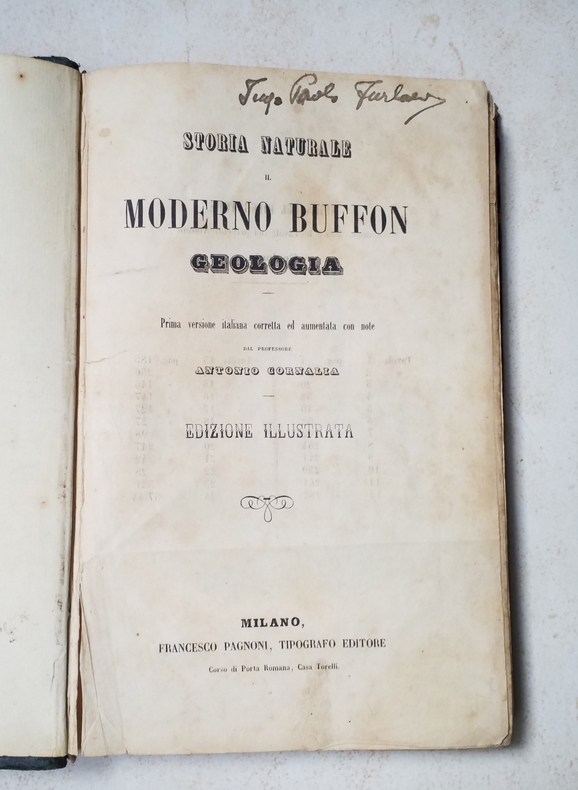 Paolo
STORIA NATURALE
IL
MODERNO BUFFON
GEOLOGIA
Prima versione italiana corretta ed aumentata con note
DAL PROFESSORE
ANTONIO CORNALIA
EDIZIONE ILLUSTRATA
MILANO,
FRANCESCO PAGNONI, TIPOGRAFO EDITORE
Corso di Porta Romana, Casa Torelli.